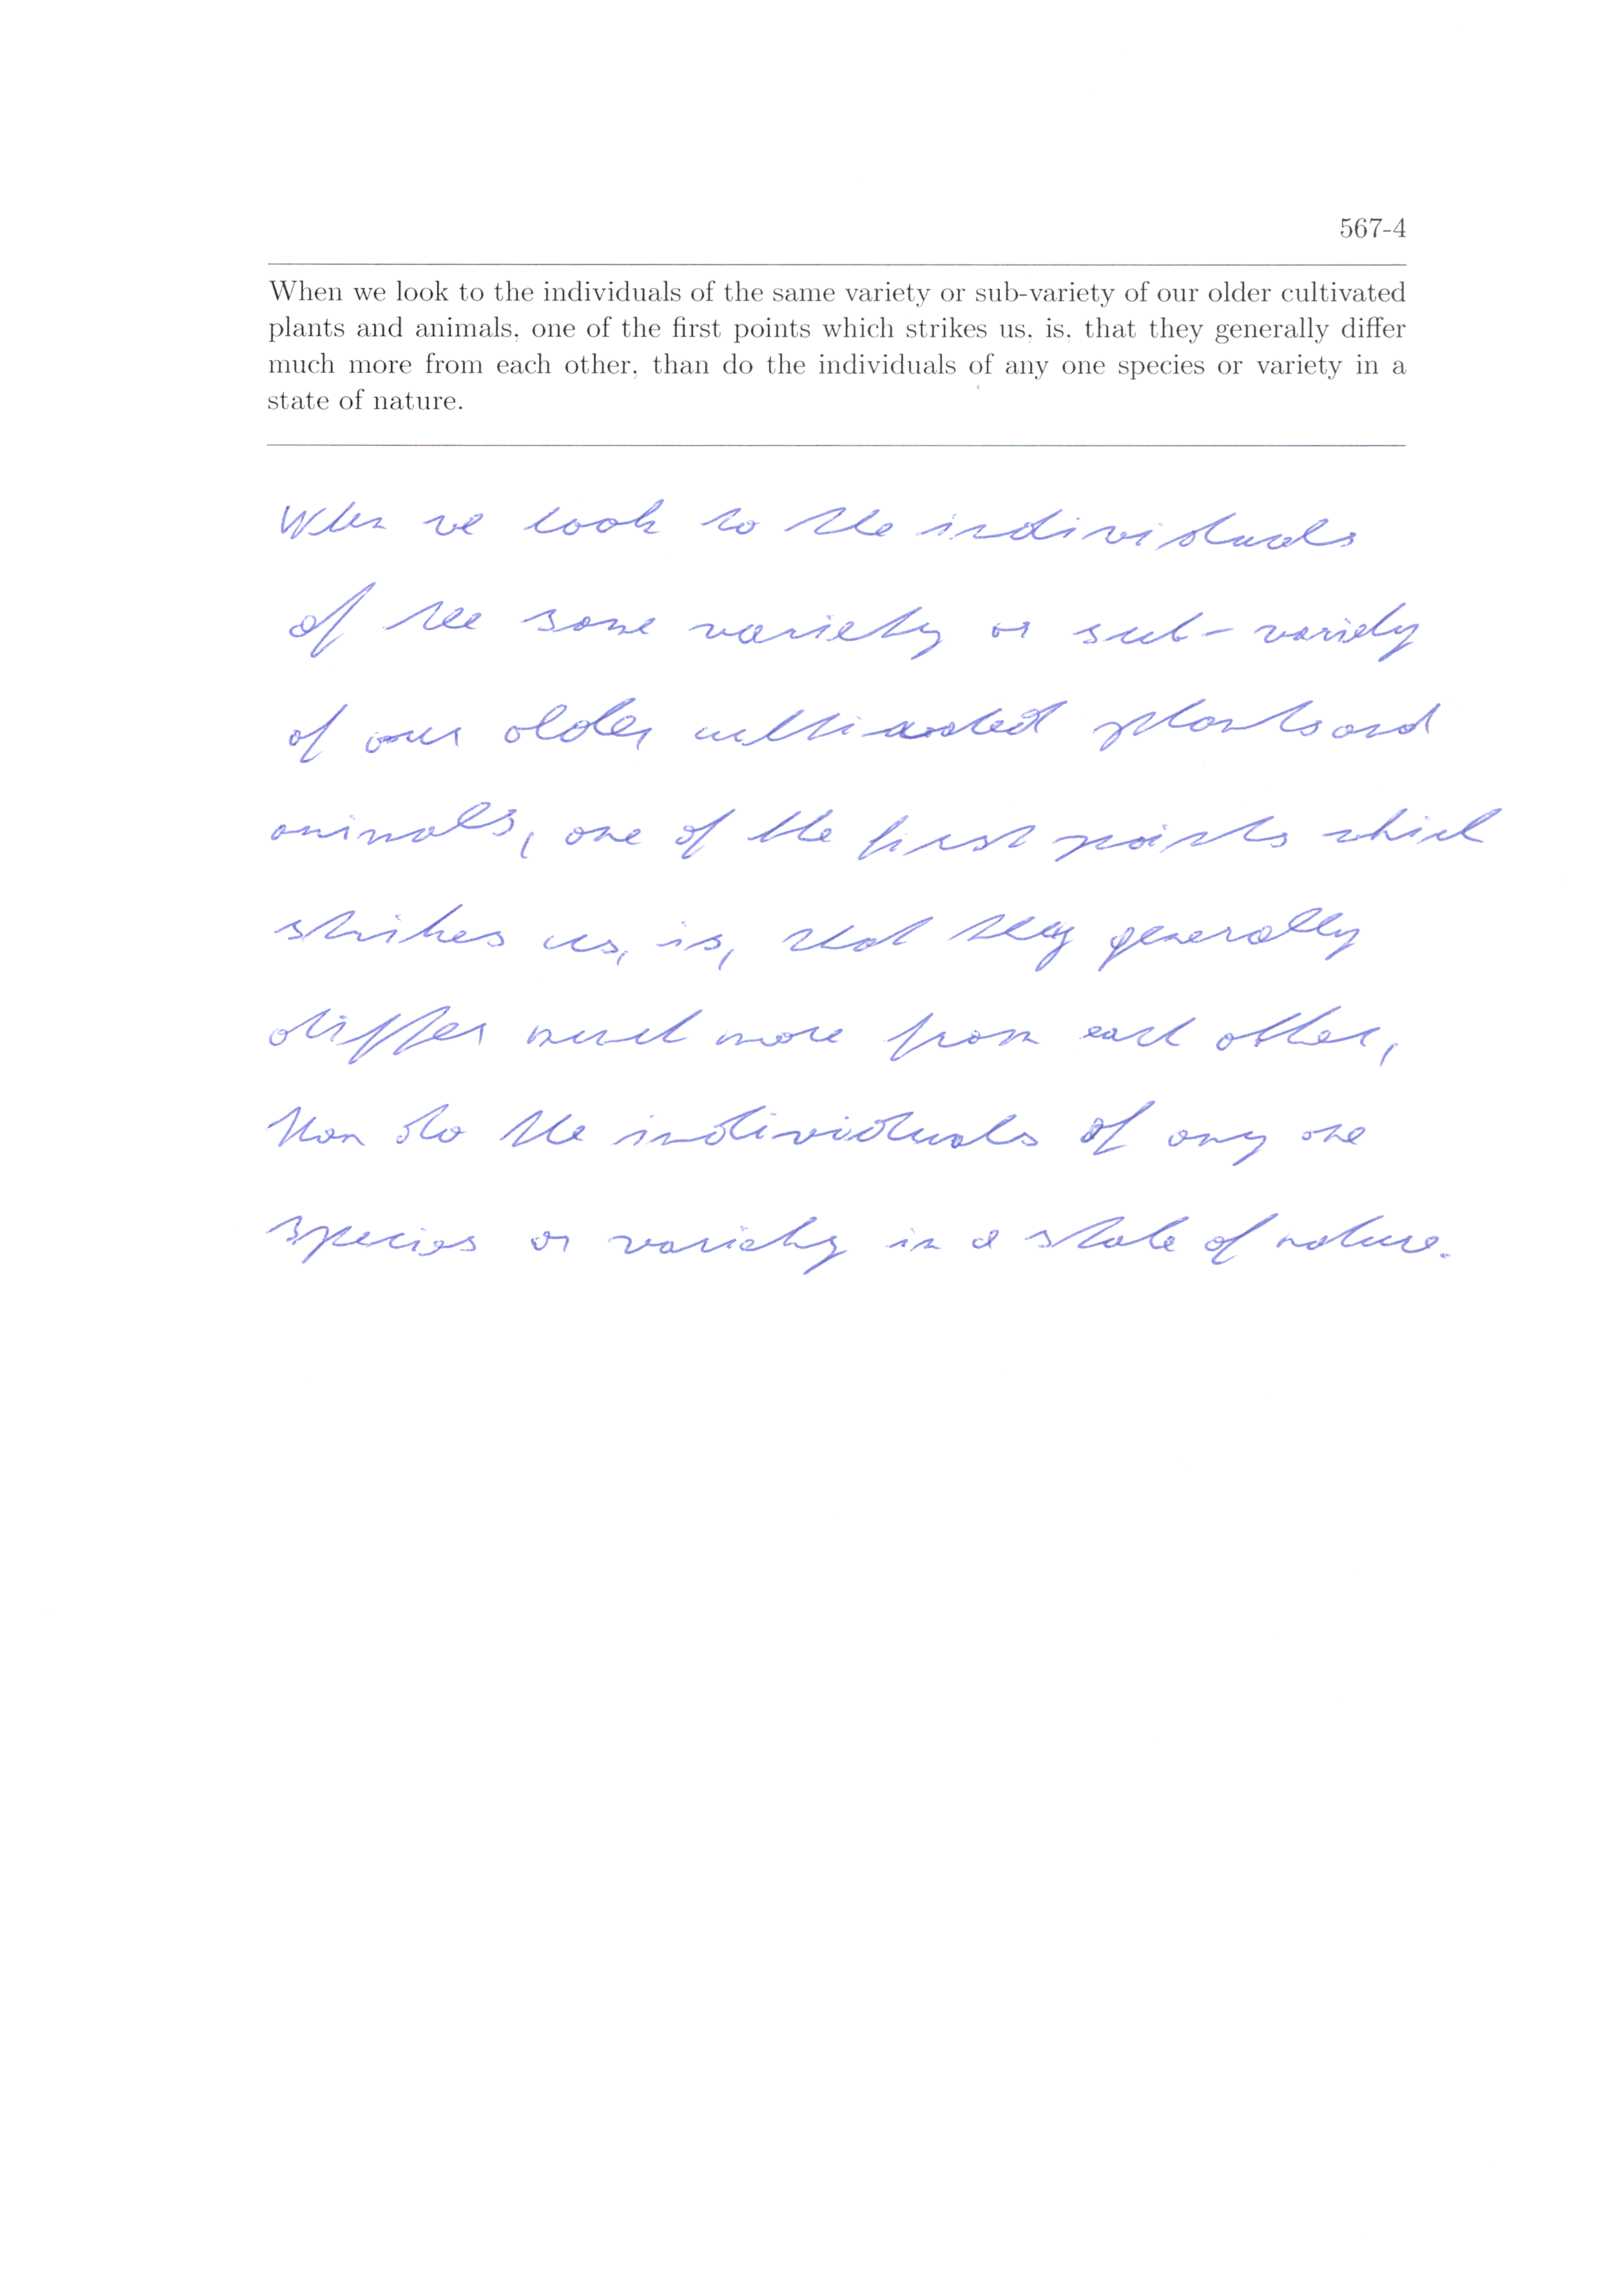 567-4
When we look to the individuals of the same variety or sub-variety of our older cultivated
plants and animals, one of the first points which strikes us, is, that they generally differ
much more from each other, than do the individuals of any one species or variety in a
state of nature.
When we look to the individuals
of the same variety or sub-variety
of our older cultivated plants and
animals, one of the first points which
strikes us, is, that they generally
differ much more from each other,
than do the individuals of any one
species or variety in a state of nature.